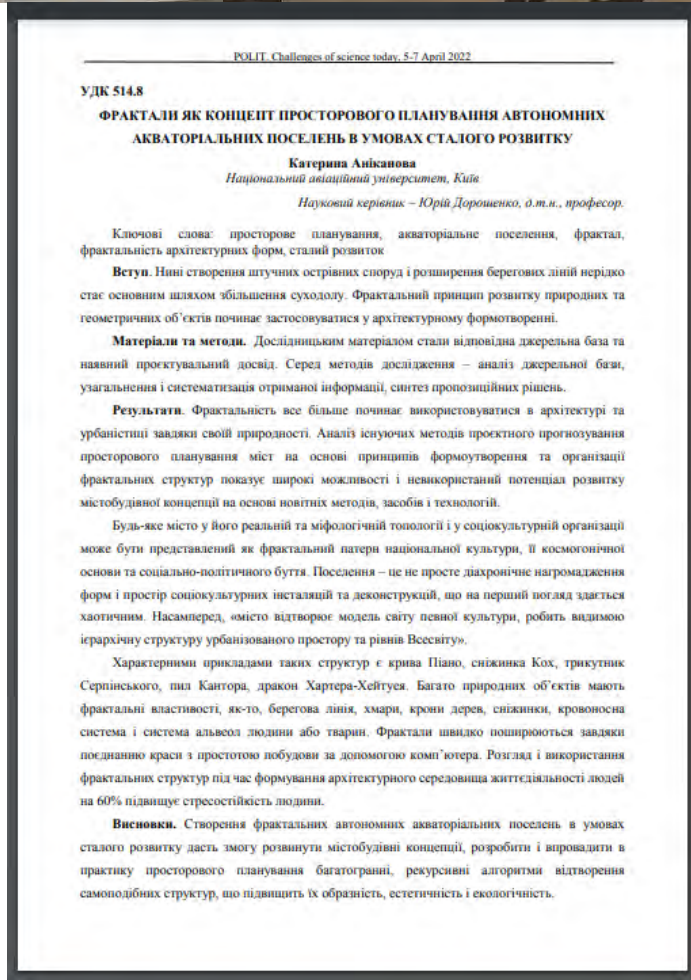 POLIT. Challenges of science today, 5-7 April 2022
УДК 514.8
ФРАКТАЛИ ЯК КОНЦЕПТ ПРОСТОРОВОГО ПЛАНУВАННЯ АВТОНОМНИХ
АКВАТОРІАЛЬНИХ ПОСЕЛЕНЬ В УМОВАХ СТАЛОГО РОЗВИТКУ
Катерина Аніканова
Національний авіаційний університет, Київ
Науковий керівник – Юрій Дорошенко, д.т.н., професор.
Ключові слова: просторове планування, акваторіальне поселення, фрактал,
фрактальність архітектурних форм, сталий розвиток
Вступ. Нині створення штучних острівних споруд і розширення берегових ліній нерідко
стає основним шляхом збільшення суходолу. Фрактальний принцип розвитку природних та
геометричних об’єктів починає застосовуватися у архітектурному формотворенні.
Матеріали та методи. Дослідницьким матеріалом стали відповідна джерельна база та
наявний проєктувальний досвід. Серед методів дослідження – аналіз джерельної бази,
узагальнення і систематизація отриманої інформації, синтез пропозиційних рішень.
Результати. Фрактальність все більше починає використовуватися в архітектурі та
урбаністиці завдяки своїй природності. Аналіз існуючих методів проєктного прогнозування
просторового планування міст на основі принципів формоутворення та організації
фрактальних структур показує широкі можливості і невикористаний потенціал розвитку
містобудівної концепції на основі новітніх методів, засобів і технологій.
Будь-яке місто у його реальній та міфологічній топології і у соціокультурній організації
може бути представлений як фрактальний патерн національної культури, її космогонічної
основи та соціально-політичного буття. Поселення – це не просте діахронічне нагромадження
форм і простір соціокультурних інсталяцій та деконструкцій, що на перший погляд здається
хаотичним. Насамперед, «місто відтворює модель світу певної культури, робить видимою
ієрархічну структуру урбанізованого простору та рівнів Всесвіту».
Характерними прикладами таких структур є крива Піано, сніжинка Кох, трикутник
Серпінського, пил Кантора, дракон Хартера-Хейтуея. Багато природних об’єктів мають
фрактальні властивості, як-то, берегова лінія, хмари, крони дерев, сніжинки, кровоносна
система і система альвеол людини або тварин. Фрактали швидко поширюються завдяки
поєднанню краси з простотою побудови за допомогою комп’ютера. Розгляд і використання
фрактальних структур під час формування архітектурного середовища життєдіяльності людей
на 60% підвищує стресостійкість людини.
Висновки. Створення фрактальних автономних акваторіальних поселень в умовах
сталого розвитку дасть змогу розвинути містобудівні концепції, розробити і впровадити в
практику просторового планування багатогранні, рекурсивні алгоритми відтворення
самоподібних структур, що підвищить їх образність, естетичність і екологічність.